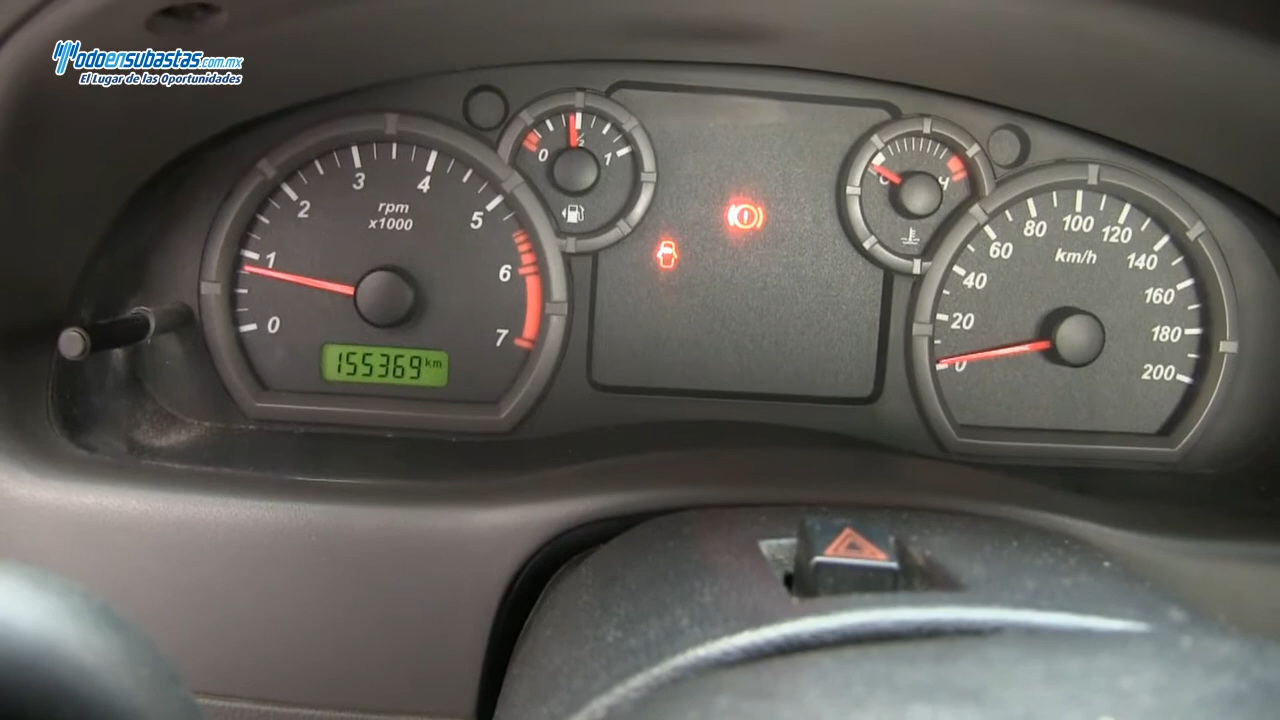 odoensubastas.com.mx
El Lugar de las Oportunidades
0
1
2
3
4
5
6
7
rpm
x1000
155369 km
0
1/2
1
C
H
0
20
40
60
80
100
120
140
160
180
200
km/h